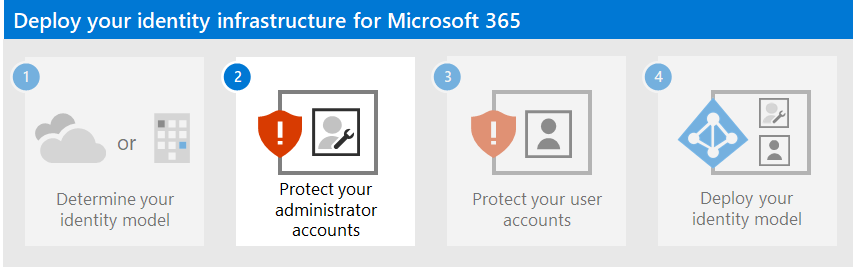 Deploy your identity infrastructure for Microsoft 365
1
or
Determine your
identity model
2
!
Protect your
administrator
accounts
3
!
Protect your user
accounts
4
Deploy your
identity model